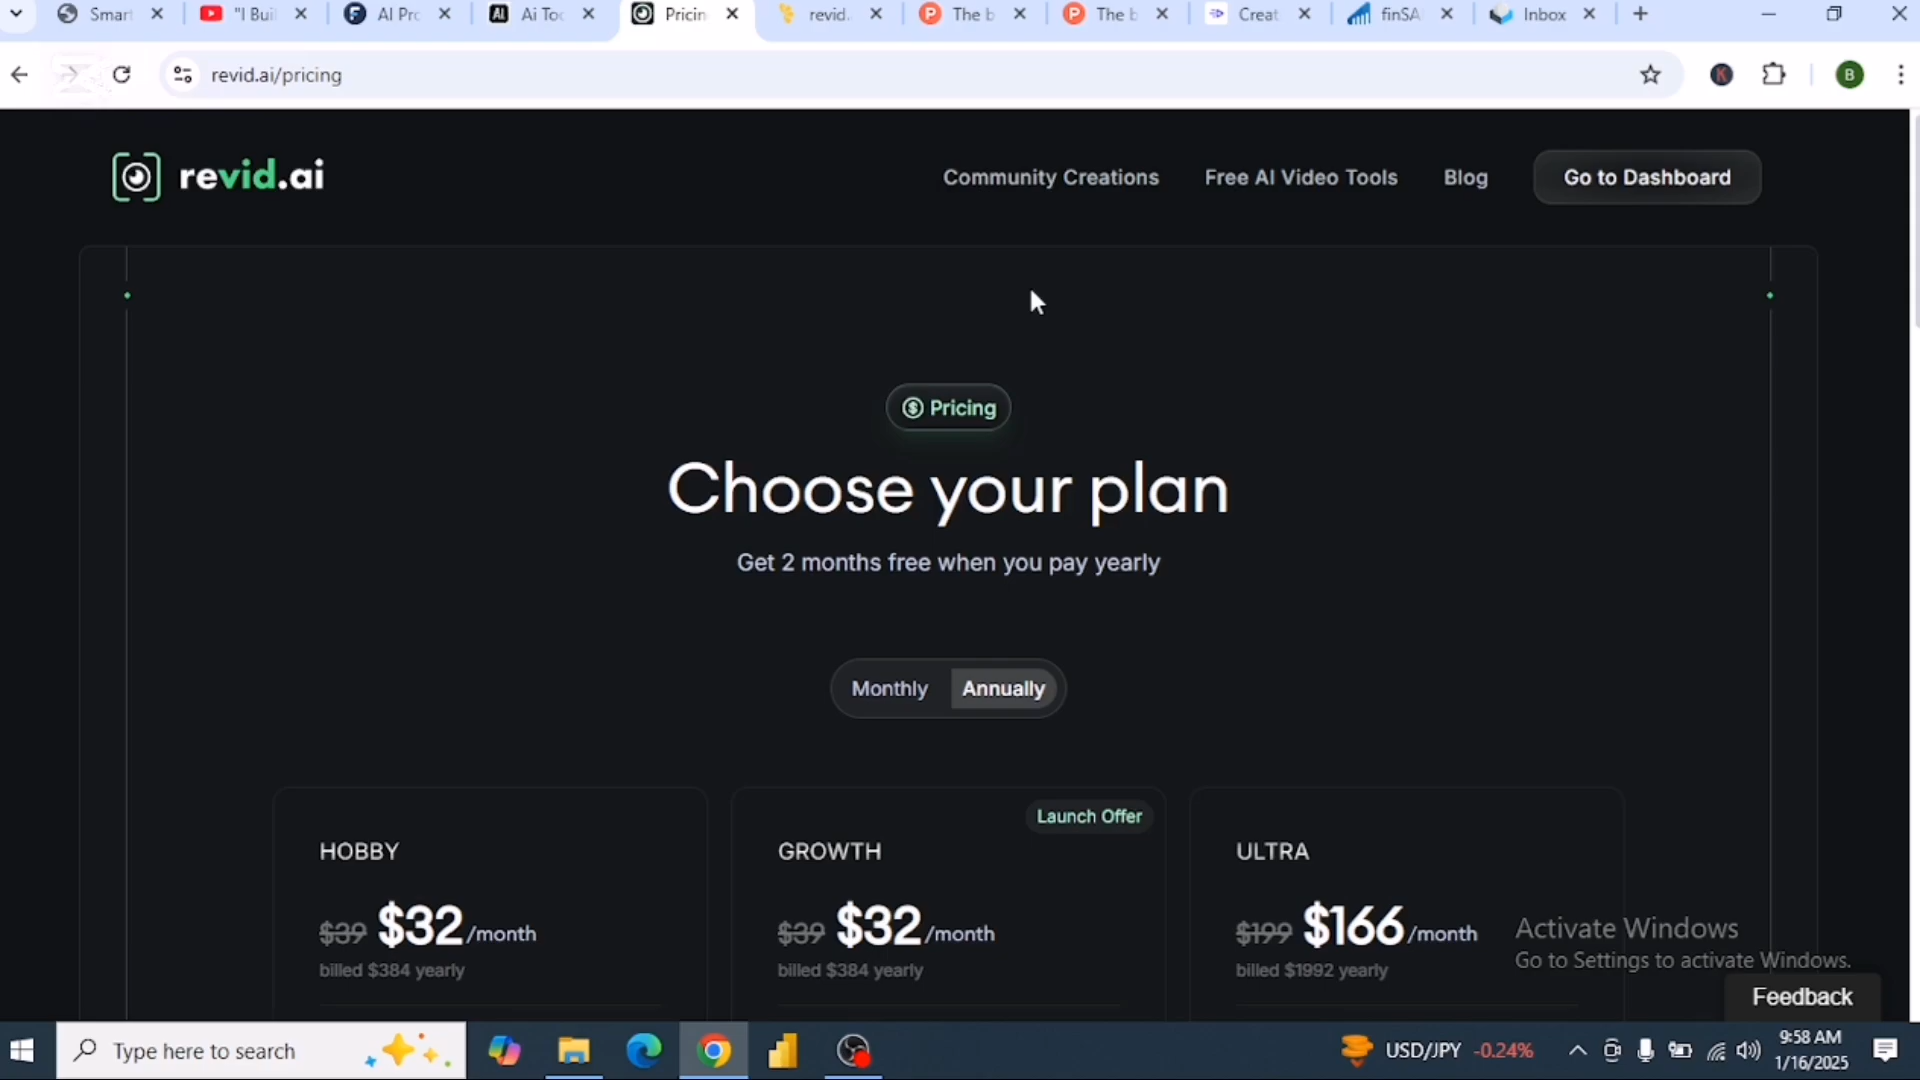 Smart
"I Buil
AI Pro
Ai Too
Pricin
revid.
The b
The b
Creat
finSA
Inbox
revid.ai/pricing
B
revid.ai
Community Creations
Free AI Video Tools
Blog
Go to Dashboard
Pricing
Choose your plan
Get 2 months free when you pay yearly
Monthly
Annually
HOBBY
$39 $32/month
billed $384 yearly
Launch Offer
GROWTH
$39 $32/month
billed $384 yearly
ULTRA
$199 $166/month
billed $1992 yearly
Activate Windows
Go to Settings to activate Windows.
Feedback
Type here to search
USD/JPY -0.24%
9:58 AM
1/16/2025